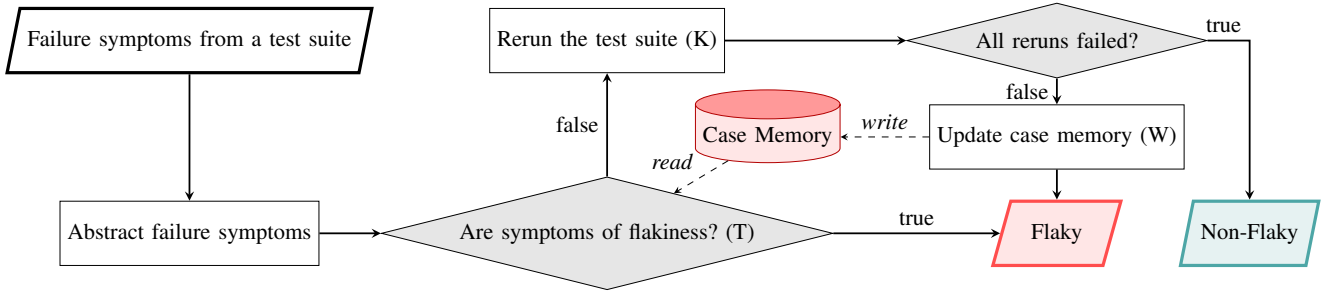 Failure symptoms from a test suite
Rerun the test suite (K)
All reruns failed?
true
false
false
Case Memory
write
Update case memory (W)
read
Abstract failure symptoms
Are symptoms of flakiness? (T)
true
Flaky
Non-Flaky